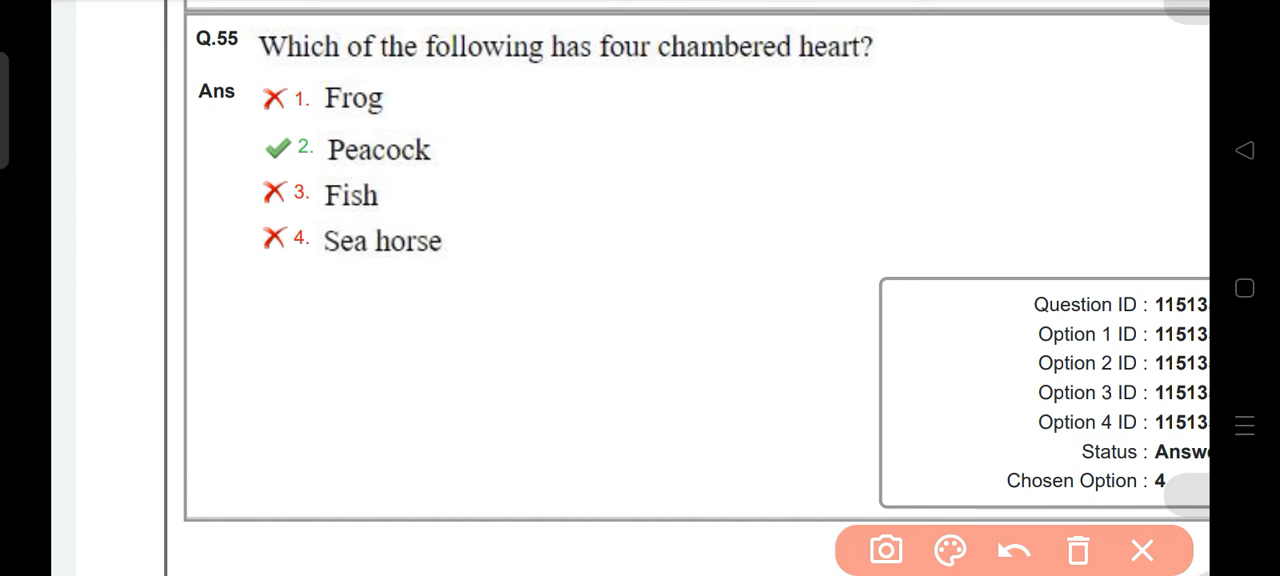 Q.55 Which of the following has four chambered heart?
Ans 1. Frog
2. Peacock
3. Fish
4. Sea horse
Question ID : 11513
Option 1 ID : 11513
Option 2 ID : 11513
Option 3 ID : 11513
Option 4 ID : 11513
Status : Answ
Chosen Option : 4